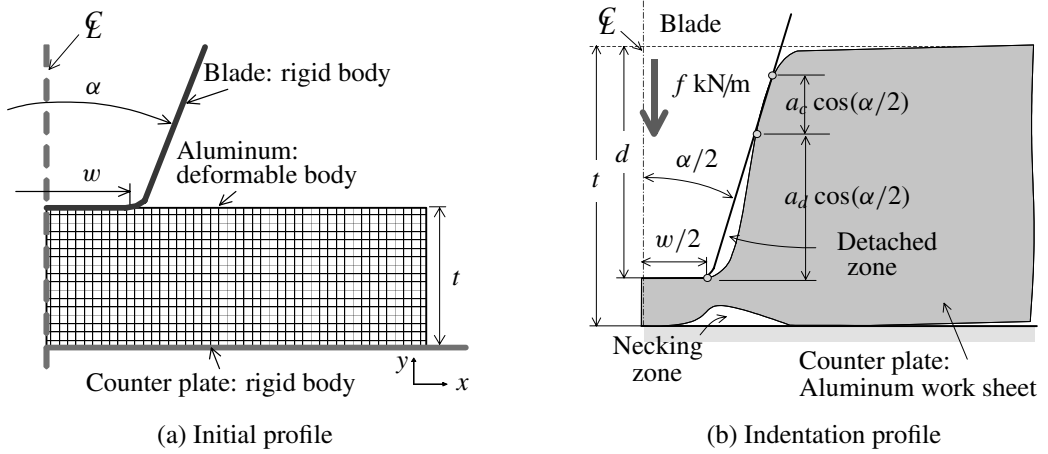 ℄
α
Blade: rigid body
w
Aluminum:
deformable body
t
Counter plate: rigid body
y
x
(a) Initial profile
℄
Blade
f kN/m
a_c cos(α/2)
d
t
α/2
a_d cos(α/2)
w/2
Detached
zone
Necking
zone
Counter plate:
Aluminum work sheet
(b) Indentation profile